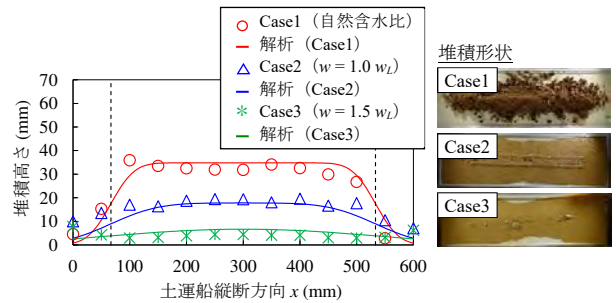 Case1（自然含水比）
解析（Case1）
Case2（w = 1.0 wL）
解析（Case2）
Case3（w = 1.5 wL）
解析（Case3）
堆積高さ (mm)
70
60
50
40
30
20
10
0
0 100 200 300 400 500 600
土運船縦断方向 x (mm)
堆積形状
Case1
Case2
Case3